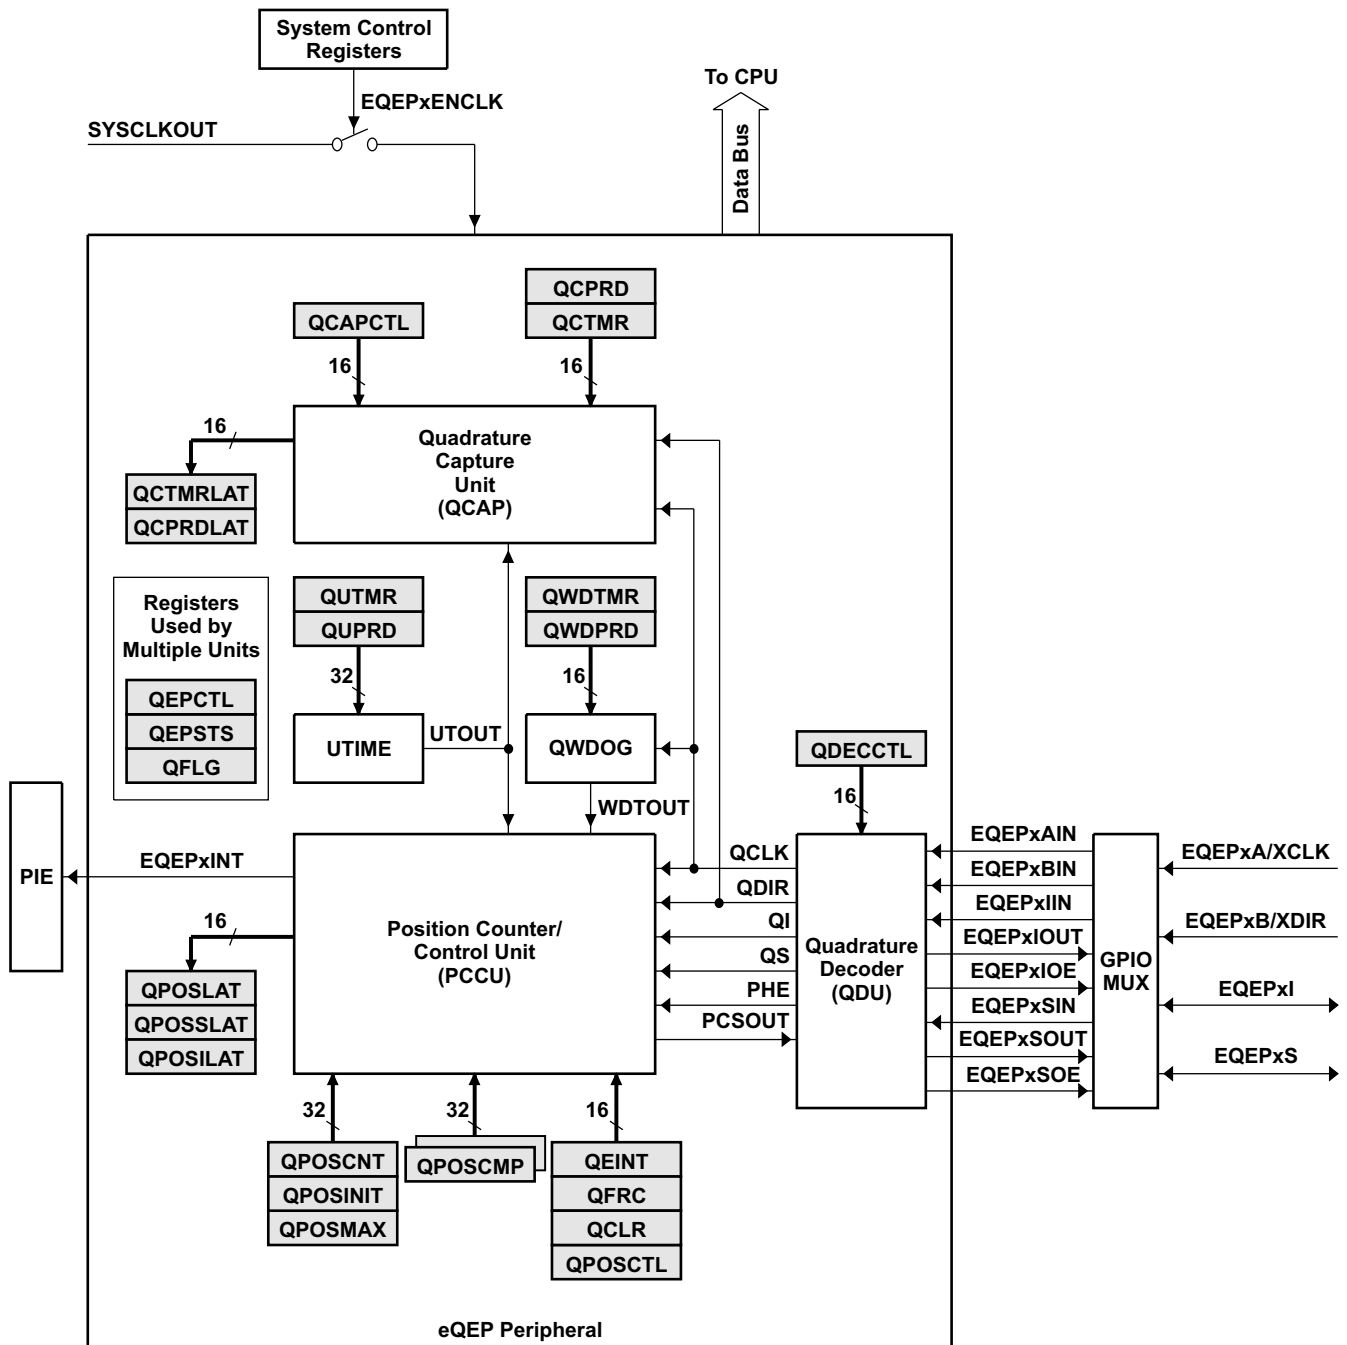 System Control
Registers
To CPU
EQEPxENCLK
SYSCLKOUT
Data Bus
QCPRD
QCAPCTL
QCTMR
16
16
16
Quadrature
Capture
Unit
(QCAP)
QCTMRLAT
QCPRDLAT
Registers
Used by
Multiple Units
QEPCTL
QEPSTS
QFLG
QUTMR
QUPRD
QWDTMR
QWDPRD
32
16
UTIME
UTOUT
QWDOG
QDECCTL
WDTOUT
16
PIE
EQEPxINT
16
Position Counter/
Control Unit
(PCCU)
QCLK
QDIR
QI
QS
PHE
PCSOUT
Quadrature
Decoder
(QDU)
EQEPxAIN
EQEPxBIN
EQEPxIIN
EQEPxIOUT
EQEPxIOE
EQEPxSIN
EQEPxSOUT
EQEPxSOE
GPIO
MUX
EQEPxA/XCLK
EQEPxB/XDIR
EQEPxI
EQEPxS
QPOSLAT
QPOSSLAT
QPOSILAT
32
32
16
QPOSCNT
QPOSINIT
QPOSMAX
QPOSCMP
QEINT
QFRC
QCLR
QPOSCTL
eQEP Peripheral